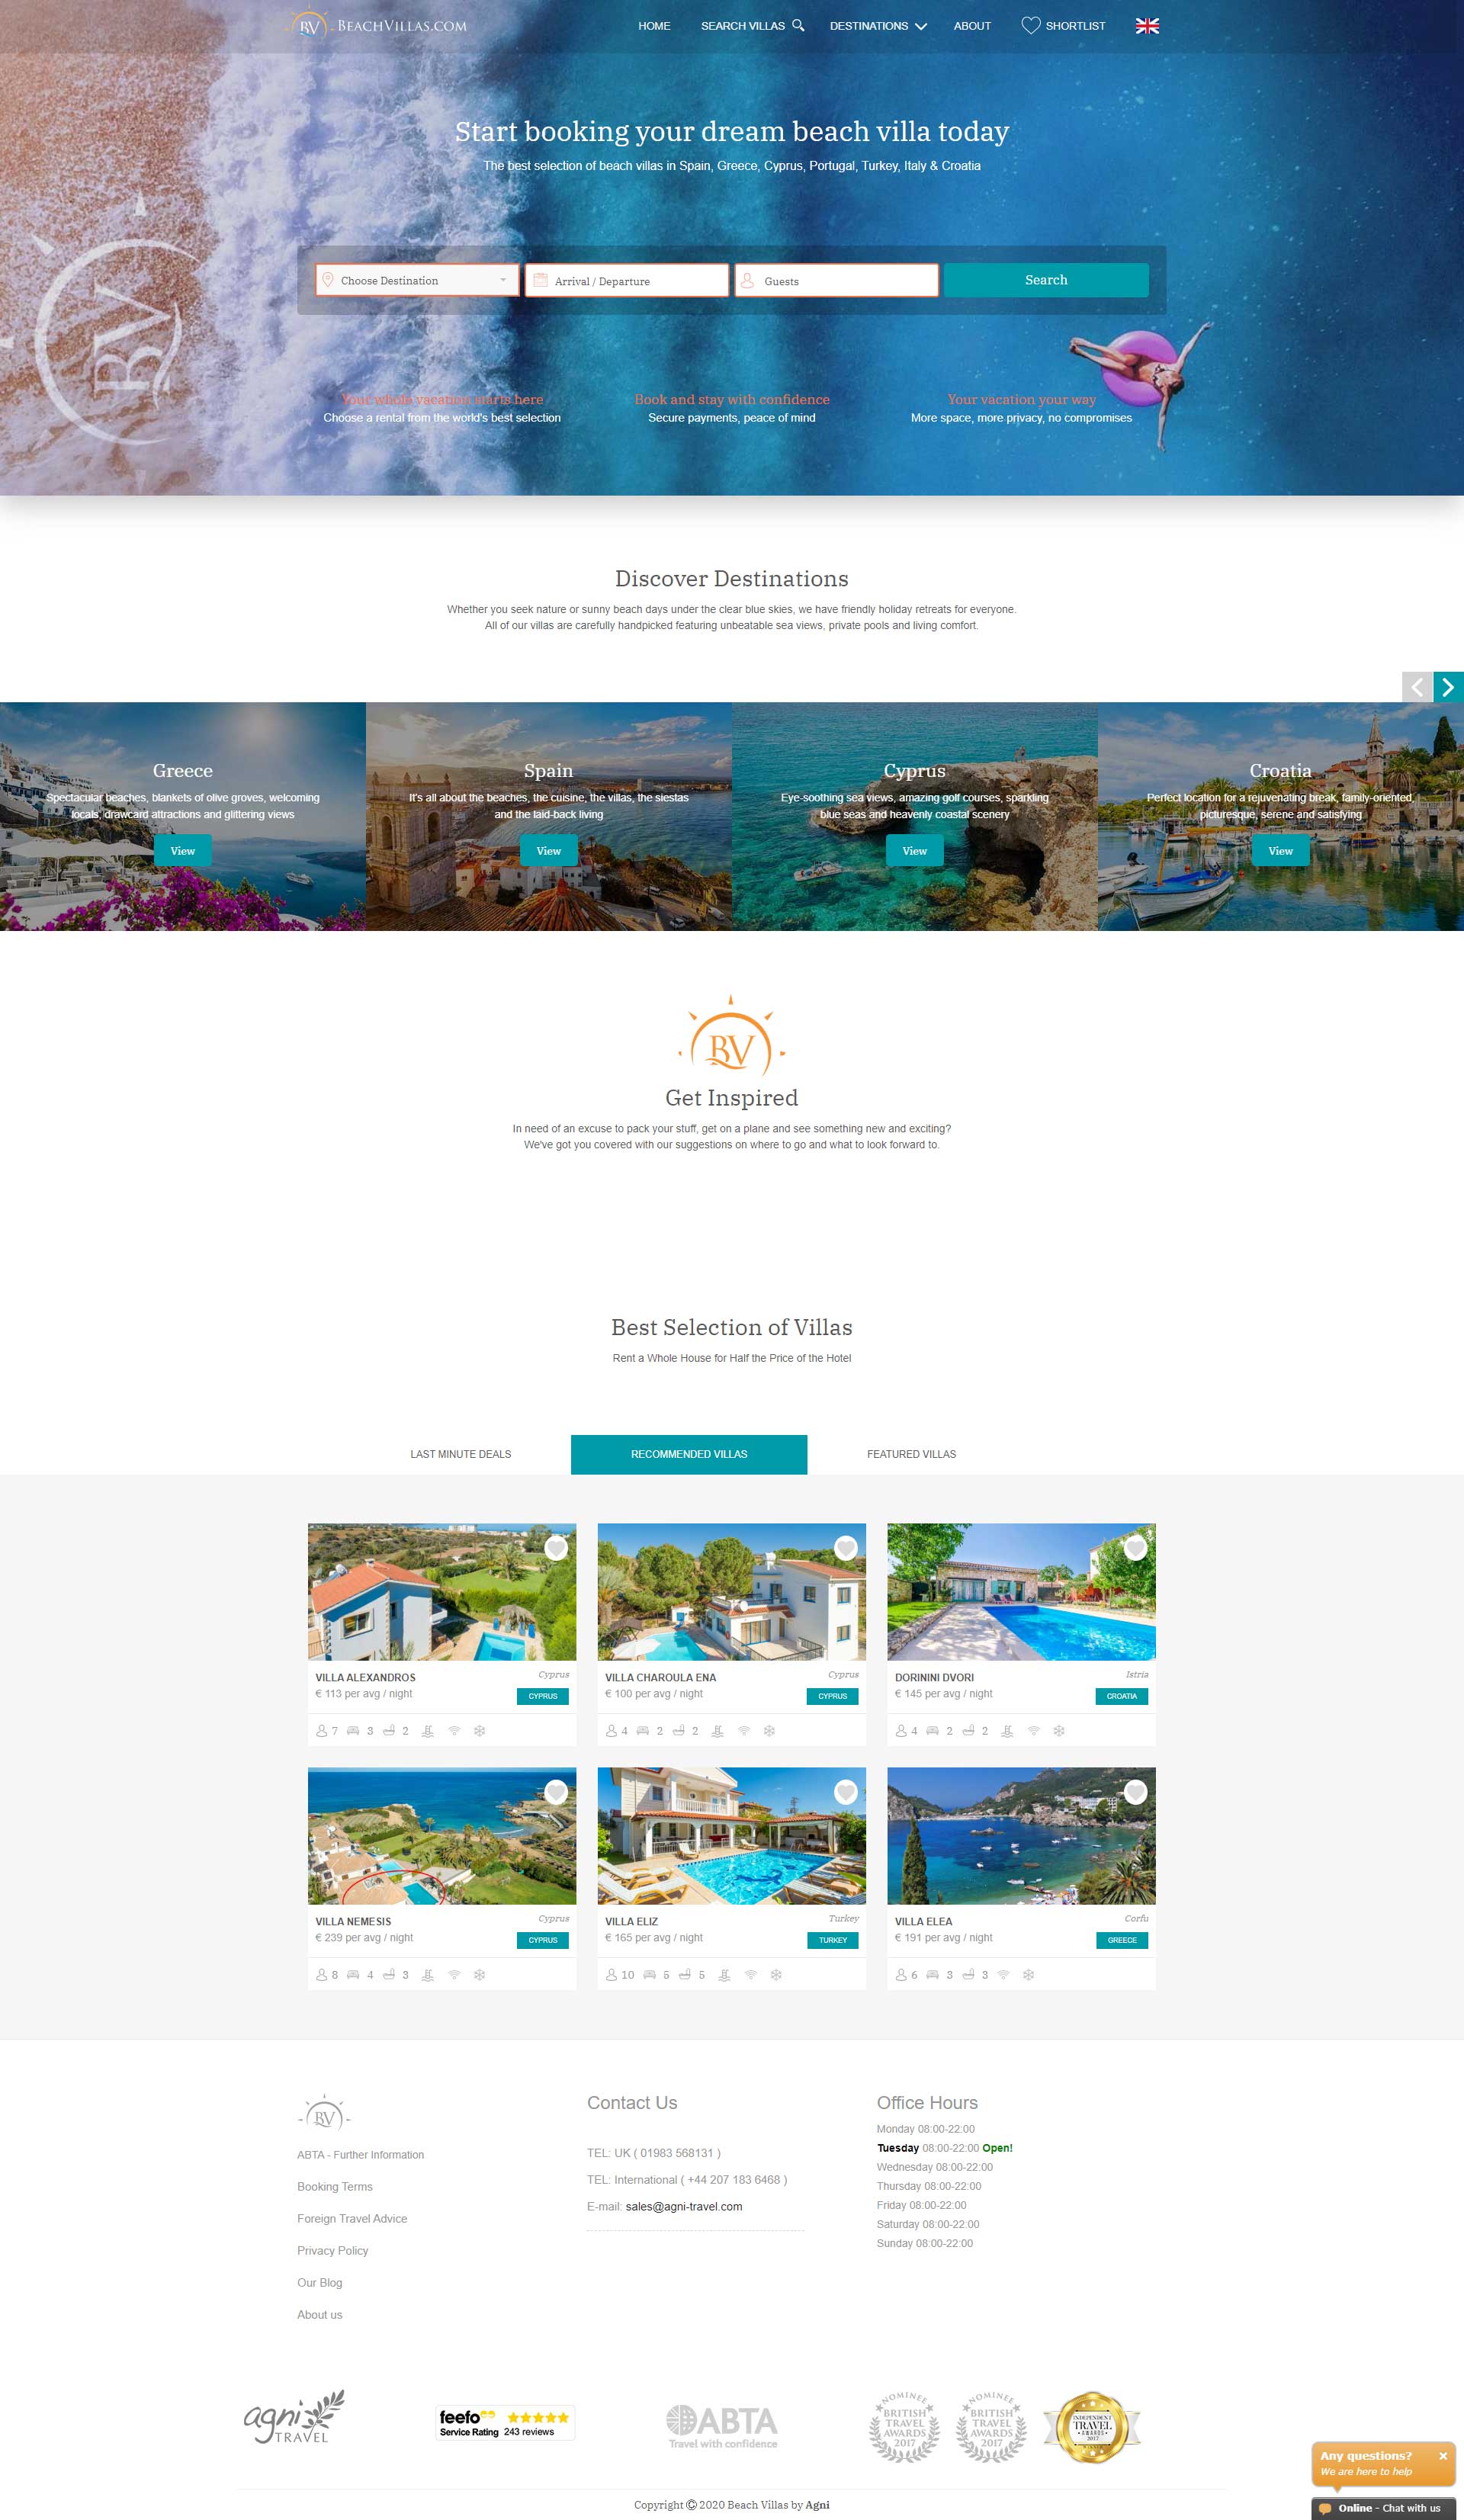 BV BEACHVILLAS.COM
HOME SEARCH VILLAS DESTINATIONS ABOUT SHORTLIST
Start booking your dream beach villa today
The best selection of beach villas in Spain, Greece, Cyprus, Portugal, Turkey, Italy & Croatia
Choose Destination
Arrival / Departure
Guests
Search
BV
Your whole vacation starts here
Choose a rental from the world's best selection
Book and stay with confidence
Secure payments, peace of mind
Your vacation your way
More space, more privacy, no compromises
Discover Destinations
Whether you seek nature or sunny beach days under the clear blue skies, we have friendly holiday retreats for everyone.
All of our villas are carefully handpicked featuring unbeatable sea views, private pools and living comfort.
Greece
Spectacular beaches, blankets of olive groves, welcoming
locals, drawcard attractions and glittering views
View
Spain
It's all about the beaches, the cuisine, the villas, the siestas
and the laid-back living
View
Cyprus
Eye-soothing sea views, amazing golf courses, sparkling
blue seas and heavenly coastal scenery
View
Croatia
Perfect location for a rejuvenating break, family-oriented,
picturesque, serene and satisfying
View
BV
Get Inspired
In need of an excuse to pack your stuff, get on a plane and see something new and exciting?
We've got you covered with our suggestions on where to go and what to look forward to.
Best Selection of Villas
Rent a Whole House for Half the Price of the Hotel
LAST MINUTE DEALS
RECOMMENDED VILLAS
FEATURED VILLAS
VILLA ALEXANDROS
Cyprus
€ 113 per avg / night
CYPRUS
7 3 2
VILLA CHAROULA ENA
Cyprus
€ 100 per avg / night
CYPRUS
4 2 2
DORININI DVORI
Istria
€ 145 per avg / night
CROATIA
4 2 2
VILLA NEMESIS
Cyprus
€ 239 per avg / night
CYPRUS
8 4 3
VILLA ELIZ
Turkey
€ 165 per avg / night
TURKEY
10 5 5
VILLA ELEA
Corfu
€ 191 per avg / night
GREECE
6 3 3
BV
ABTA - Further Information
Booking Terms
Foreign Travel Advice
Privacy Policy
Our Blog
About us
Contact Us
TEL: UK ( 01983 568131 )
TEL: International ( +44 207 183 6468 )
E-mail: sales@agni-travel.com
Office Hours
Monday 08:00-22:00
Tuesday 08:00-22:00 Open!
Wednesday 08:00-22:00
Thursday 08:00-22:00
Friday 08:00-22:00
Saturday 08:00-22:00
Sunday 08:00-22:00
agni
TRAVEL
feefo
Service Rating 243 reviews
ABTA
Travel with confidence
NOMINEE
BRITISH
TRAVEL
AWARDS
2017
NOMINEE
BRITISH
TRAVEL
AWARDS
2017
INDEPENDENT
TRAVEL
AWARDS
2017
WINNER
Any questions?
We are here to help
Online - Chat with us
Copyright © 2020 Beach Villas by Agni